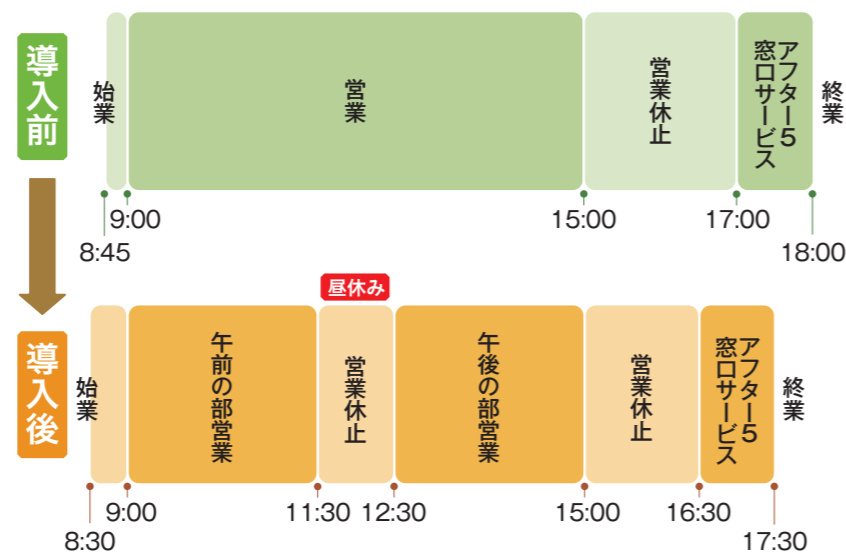 導入前
始業
営業
営業休止
アフター5
窓口サービス
終業
8:45
9:00
15:00
17:00
18:00
導入後
昼休み
始業
午前の部営業
営業休止
午後の部営業
営業休止
アフター5
窓口サービス
終業
8:30
9:00
11:30
12:30
15:00
16:30
17:30